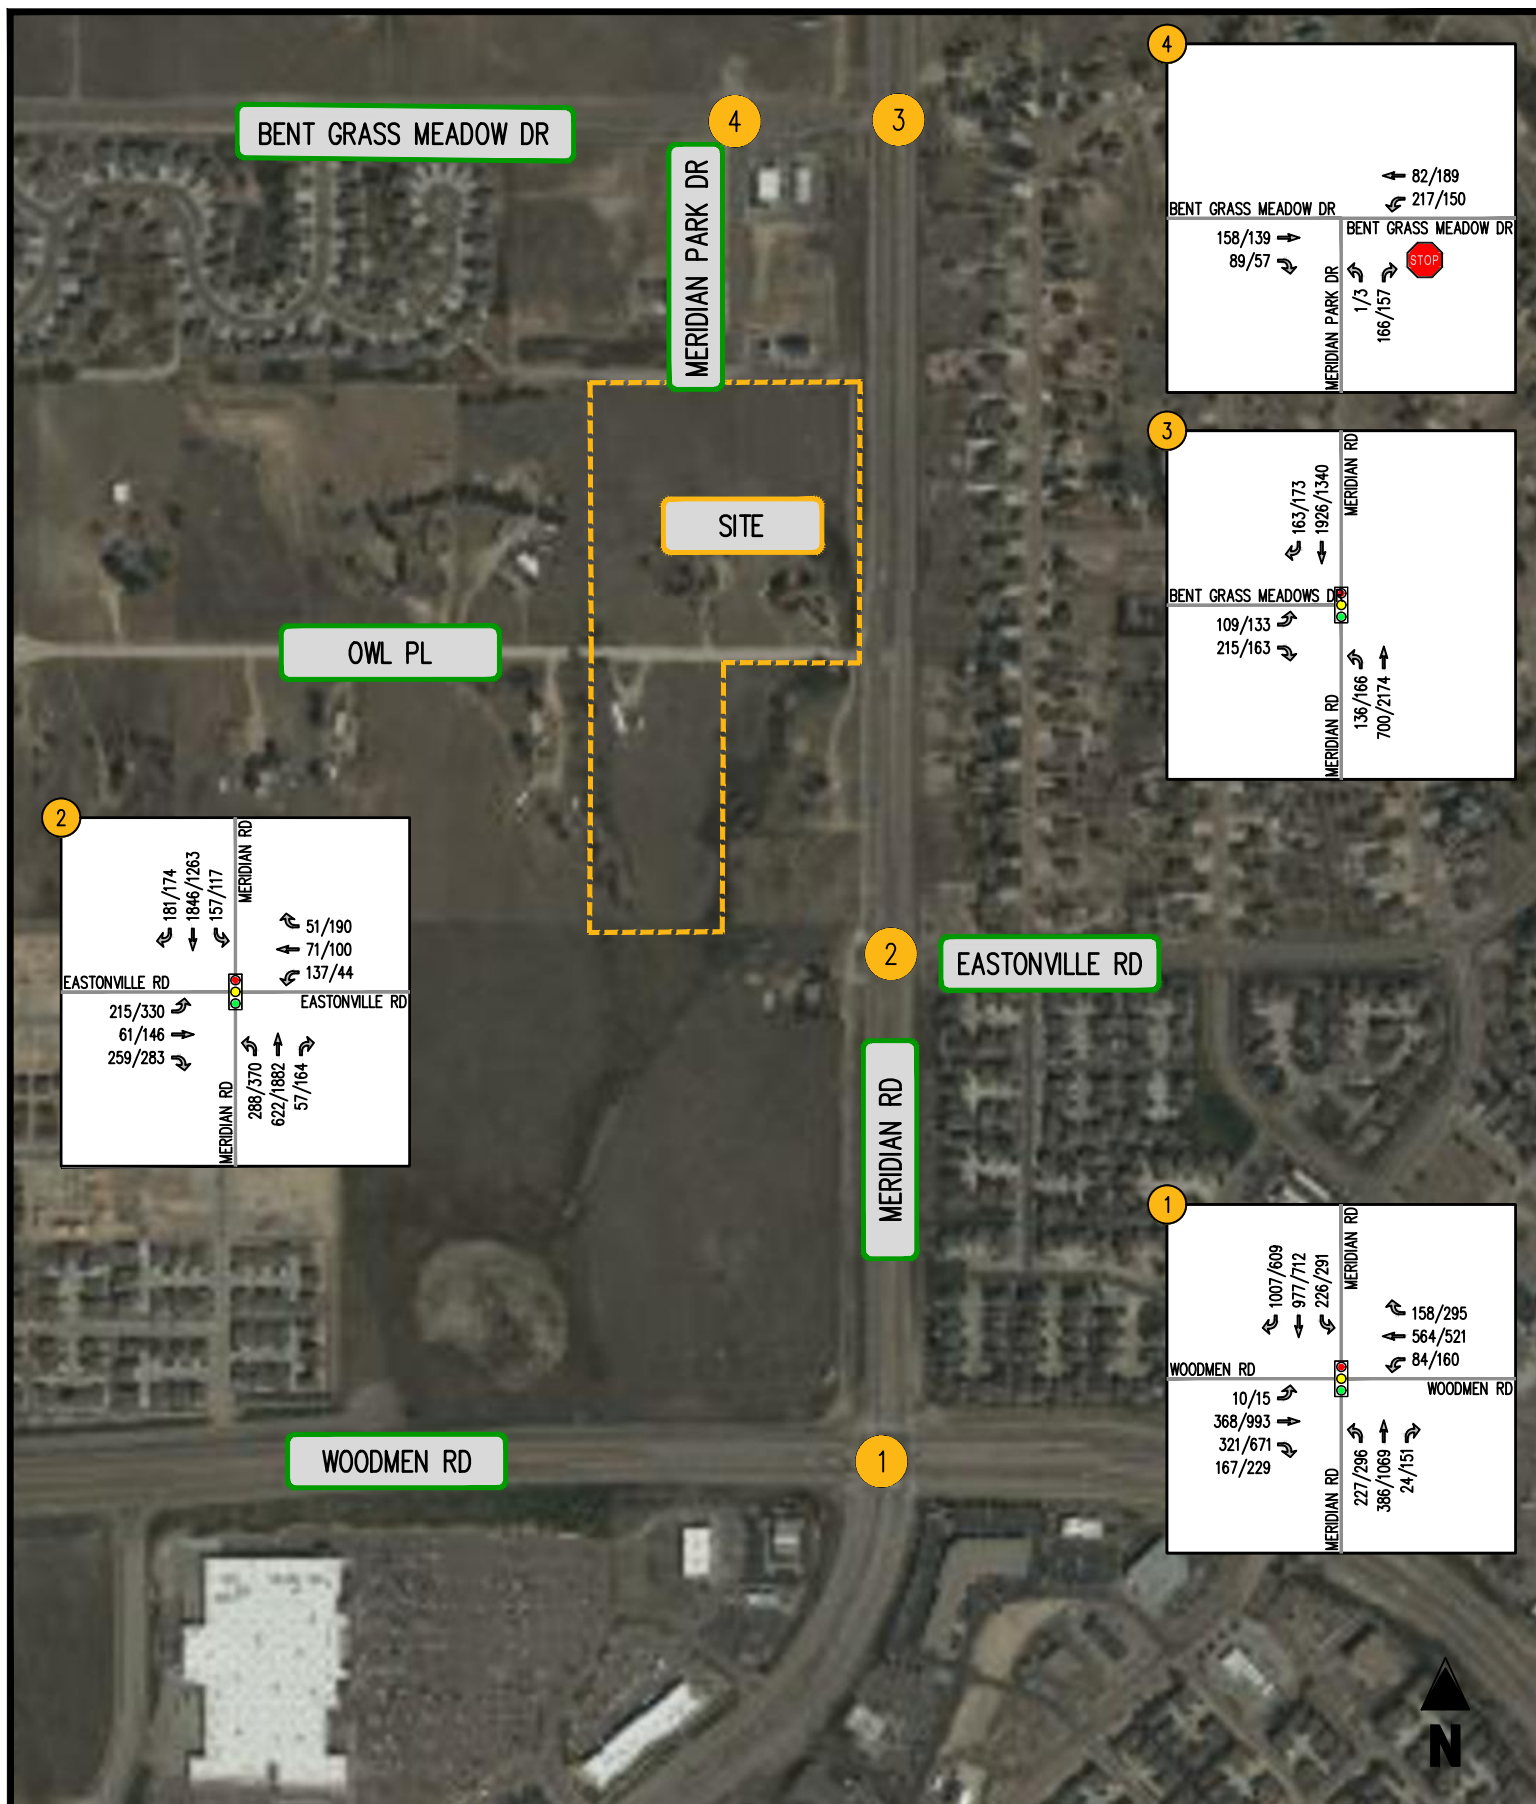 BENT GRASS MEADOW DR
4
3
MERIDIAN PARK DR
SITE
OWL PL
2
EASTONVILLE RD
MERIDIAN RD
WOODMEN RD
1
N
4
82/189
217/150
BENT GRASS MEADOW DR
BENT GRASS MEADOW DR
158/139
89/57
STOP
MERIDIAN PARK DR
1/3
166/157
3
163/173
1926/1340
MERIDIAN RD
BENT GRASS MEADOWS DR
109/133
215/163
MERIDIAN RD
136/166
700/2174
2
181/174
1846/1263
157/117
MERIDIAN RD
51/190
71/100
137/44
EASTONVILLE RD
EASTONVILLE RD
215/330
61/146
259/283
MERIDIAN RD
288/370
622/1882
57/164
1
1007/609
977/712
226/291
MERIDIAN RD
158/295
564/521
84/160
WOODMEN RD
WOODMEN RD
10/15
368/993
321/671
167/229
MERIDIAN RD
227/296
386/1069
24/151